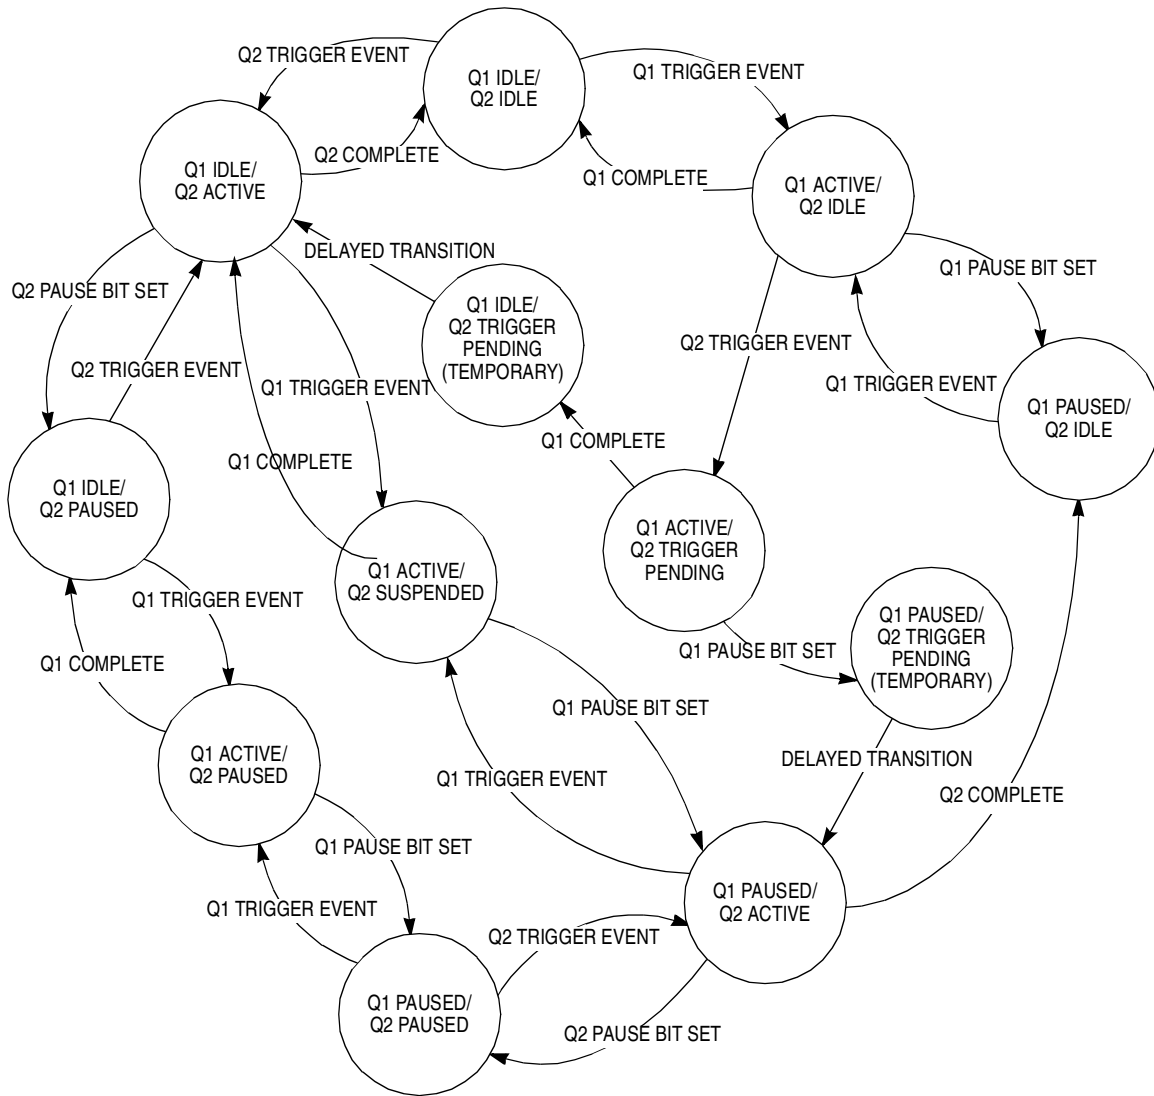 Q2 TRIGGER EVENT
Q1 IDLE/
Q2 IDLE
Q1 TRIGGER EVENT
Q2 COMPLETE
Q1 COMPLETE
Q1 IDLE/
Q2 ACTIVE
Q1 ACTIVE/
Q2 IDLE
DELAYED TRANSITION
Q1 PAUSE BIT SET
Q2 PAUSE BIT SET
Q1 IDLE/
Q2 TRIGGER
PENDING
(TEMPORARY)
Q2 TRIGGER EVENT
Q2 TRIGGER EVENT
Q1 TRIGGER EVENT
Q1 TRIGGER EVENT
Q1 PAUSED/
Q2 IDLE
Q1 COMPLETE
Q1 COMPLETE
Q1 IDLE/
Q2 PAUSED
Q1 ACTIVE/
Q2 TRIGGER
PENDING
Q1 ACTIVE/
Q2 SUSPENDED
Q1 TRIGGER EVENT
Q1 PAUSED/
Q2 TRIGGER
PENDING
(TEMPORARY)
Q1 COMPLETE
Q1 PAUSE BIT SET
Q1 PAUSE BIT SET
Q1 ACTIVE/
Q2 PAUSED
DELAYED TRANSITION
Q1 TRIGGER EVENT
Q2 COMPLETE
Q1 PAUSE BIT SET
Q1 PAUSED/
Q2 ACTIVE
Q1 TRIGGER EVENT
Q2 TRIGGER EVENT
Q1 PAUSED/
Q2 PAUSED
Q2 PAUSE BIT SET